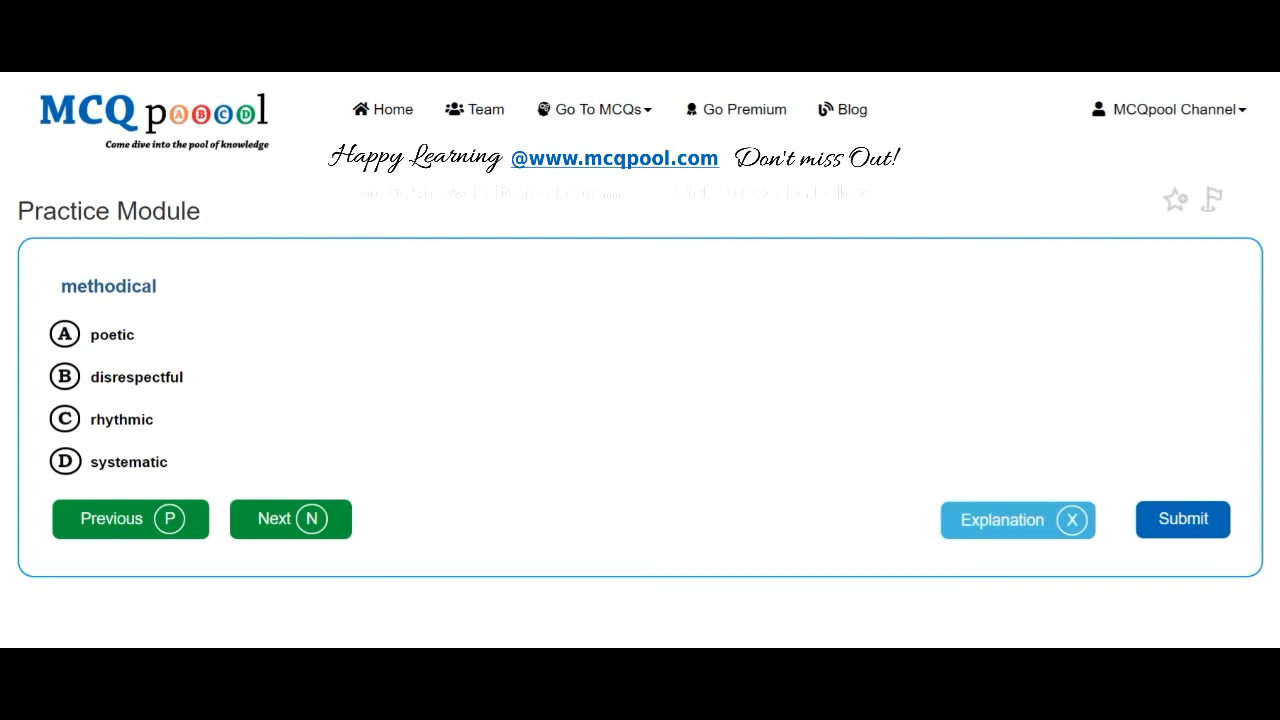 MCQ pABCDl
Come dive into the pool of knowledge
Home Team Go To MCQs Go Premium Blog MCQpool Channel
Happy Learning @www.mcqpool.com Don't miss Out!
Practice Module
methodical
A poetic
B disrespectful
C rhythmic
D systematic
Previous P Next N Explanation X Submit